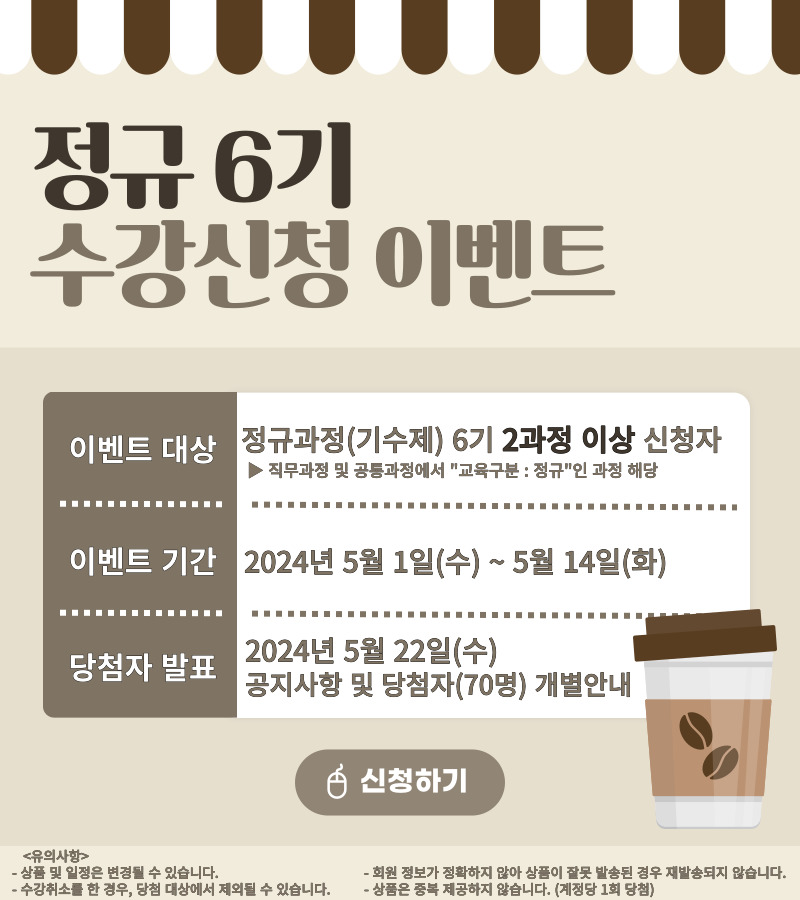 정규 6기
수강신청 이벤트
이벤트 대상
정규과정(기수제) 6기 2과정 이상 신청자
▶ 직무과정 및 공통과정에서 "교육구분 : 정규"인 과정 해당
이벤트 기간
2024년 5월 1일(수) ~ 5월 14일(화)
당첨자 발표
2024년 5월 22일(수)
공지사항 및 당첨자(70명) 개별안내
신청하기
<유의사항>
- 상품 및 일정은 변경될 수 있습니다.
- 수강취소를 한 경우, 당첨 대상에서 제외될 수 있습니다.
- 회원 정보가 정확하지 않아 상품이 잘못 발송된 경우 재발송되지 않습니다.
- 상품은 중복 제공하지 않습니다. (계정당 1회 당첨)